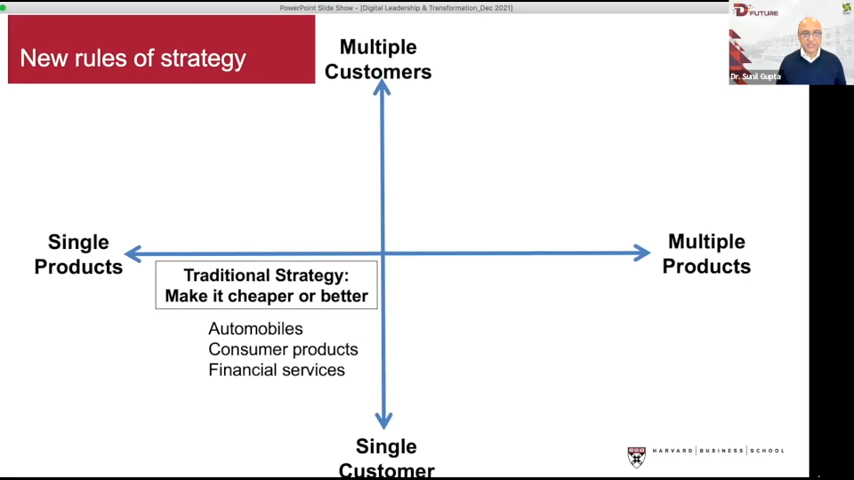 PowerPoint Slide Show - [Digital Leadership & Transformation_Dec 2021]
New rules of strategy
Multiple
Customers
FUTURE
Dr. Sunil Gupta
Single
Products
Multiple
Products
Traditional Strategy:
Make it cheaper or better
Automobiles
Consumer products
Financial services
Single
Customer
HARVARD | BUSINESS | SCHOOL